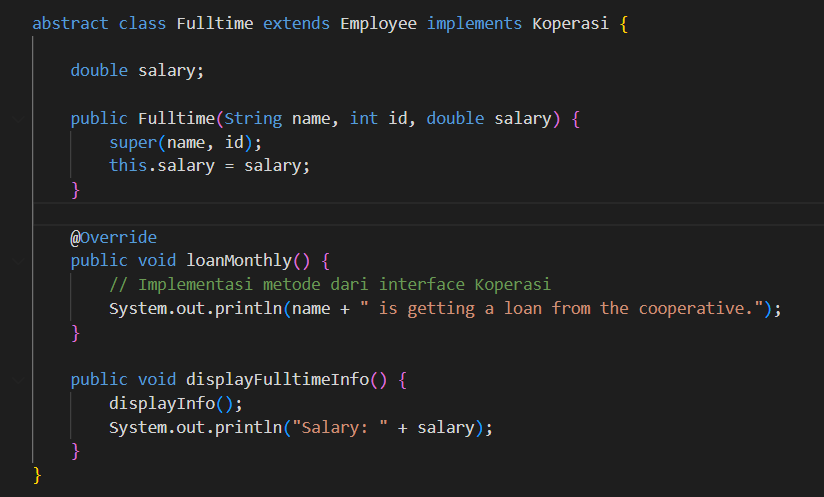 abstract class Fulltime extends Employee implements Koperasi {
double salary;
public Fulltime(String name, int id, double salary) {
super(name, id);
this.salary = salary;
}
@Override
public void loanMonthly() {
// Implementasi metode dari interface Koperasi
System.out.println(name + " is getting a loan from the cooperative.");
}
public void displayFulltimeInfo() {
displayInfo();
System.out.println("Salary: " + salary);
}
}